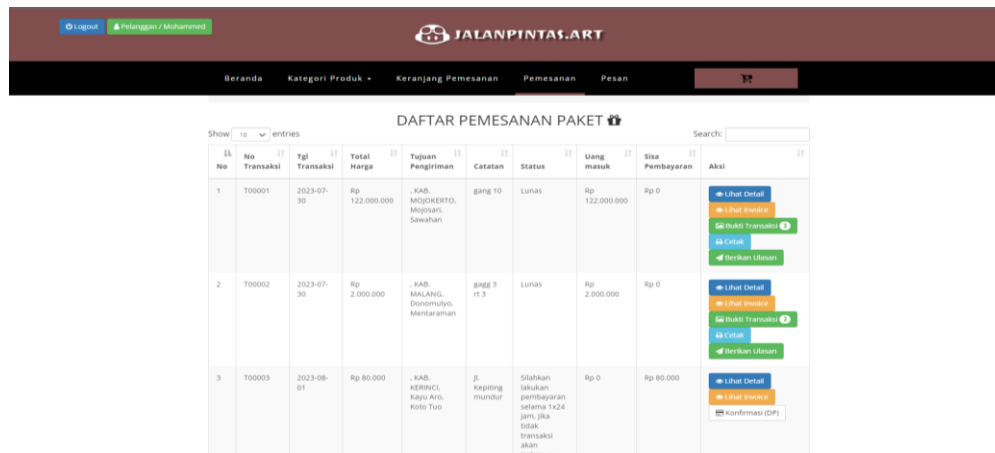 Logout Pelanggan / Mohammed
JALANPINTAS.ART
Beranda Kategori Produk Keranjang Pemesanan Pemesanan Pesan
DAFTAR PEMESANAN PAKET
Show 10 entries Search:
No No Transaksi Tgl Transaksi Total Harga Tujuan Pengiriman Catatan Status Uang masuk Sisa Pembayaran Aksi
1 T00001 2023-07-30 Rp 122.000.000 , KAB. MOJOKERTO, Mojosari, Sawahan gang 10 Lunas Rp 122.000.000 Rp 0
Lihat Detail
Lihat Invoice
Bukti Transaksi
Cetak
Berikan Ulasan
2 T00002 2023-07-30 Rp 2.000.000 , KAB. MALANG, Donomulyo, Mentaraman gagg 3 rt 3 Lunas Rp 2.000.000 Rp 0
Lihat Detail
Lihat Invoice
Bukti Transaksi 2
Cetak
Berikan Ulasan
3 T00003 2023-08-01 Rp 80.000 , KAB. KERINCI, Kayu Aro, Koto Tuo Jl. Kepiting mundur Silahkan lakukan pembayaran selama 1x24 jam, jika tidak transaksi akan Rp 0 Rp 80.000
Lihat Detail
Lihat Invoice
Konfirmasi (DP)